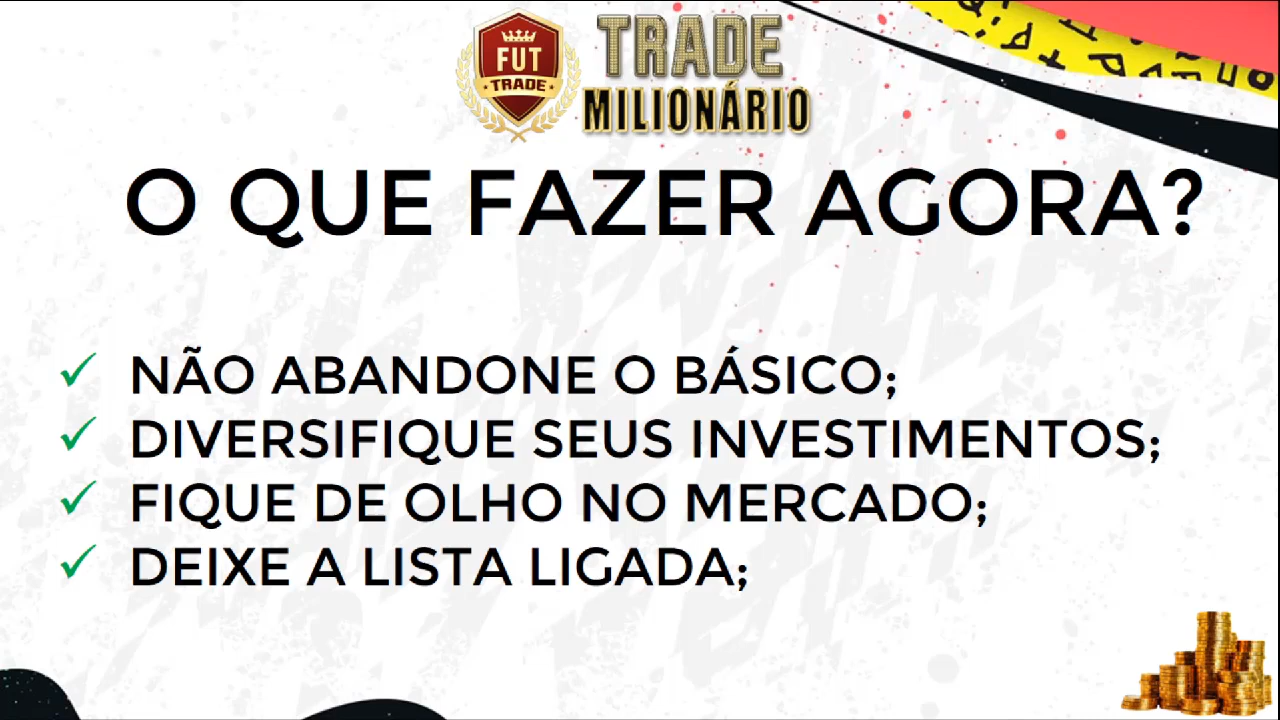 FUT
TRADE
TRADE
MILIONÁRIO
O QUE FAZER AGORA?
✓ NÃO ABANDONE O BÁSICO;
✓ DIVERSIFIQUE SEUS INVESTIMENTOS;
✓ FIQUE DE OLHO NO MERCADO;
✓ DEIXE A LISTA LIGADA;